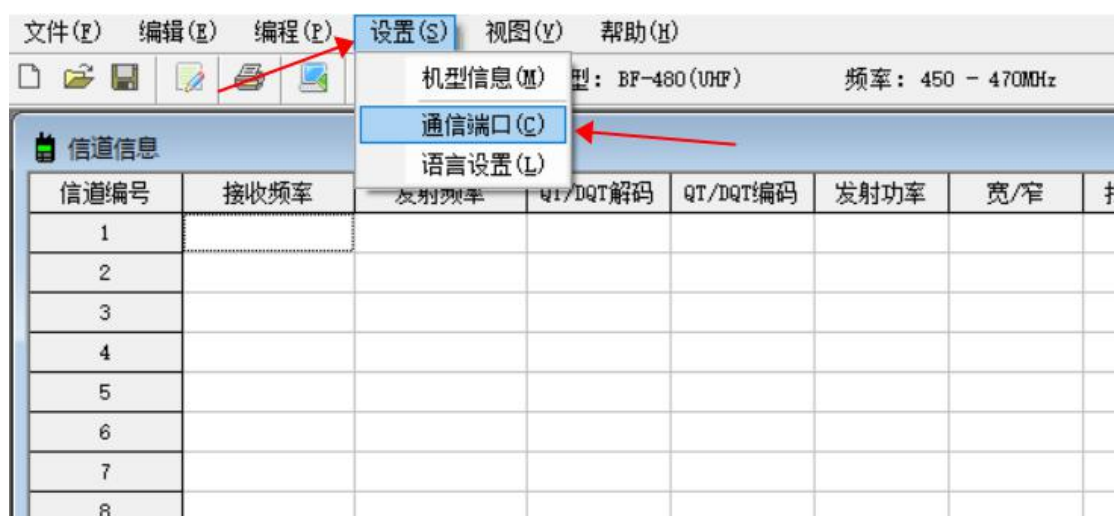 文件(F) 编辑(E) 编程(P) 设置(S) 视图(V) 帮助(H)
机型信息(M) 型: BF-480(UHF) 频率: 450 - 470MHz
通信端口(C)
信道信息
语言设置(L)
信道编号 接收频率 发射频率 QT/DQT解码 QT/DQT编码 发射功率 宽/窄
1
2
3
4
5
6
7
8